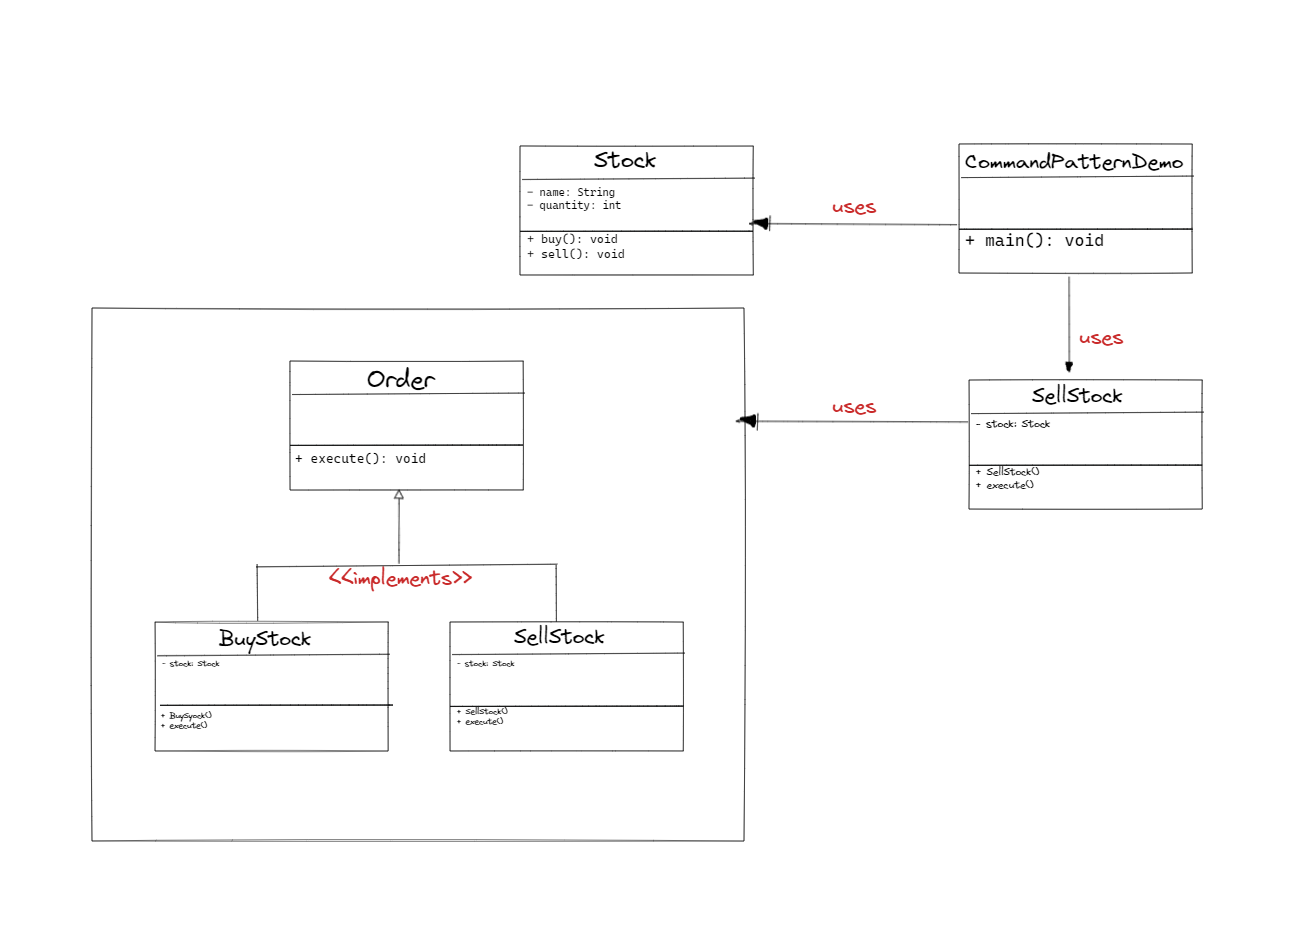 Stock
- name: String
- quantity: int
+ buy(): void
+ sell(): void
uses
CommandPatternDemo
+ main(): void
uses
Order
+ execute(): void
<<implements>>
BuyStock
- stock: Stock
+ BuySyock()
+ execute()
SellStock
- stock: Stock
+ SellStock()
+ execute()
uses
SellStock
- stock: Stock
+ SellStock()
+ execute()